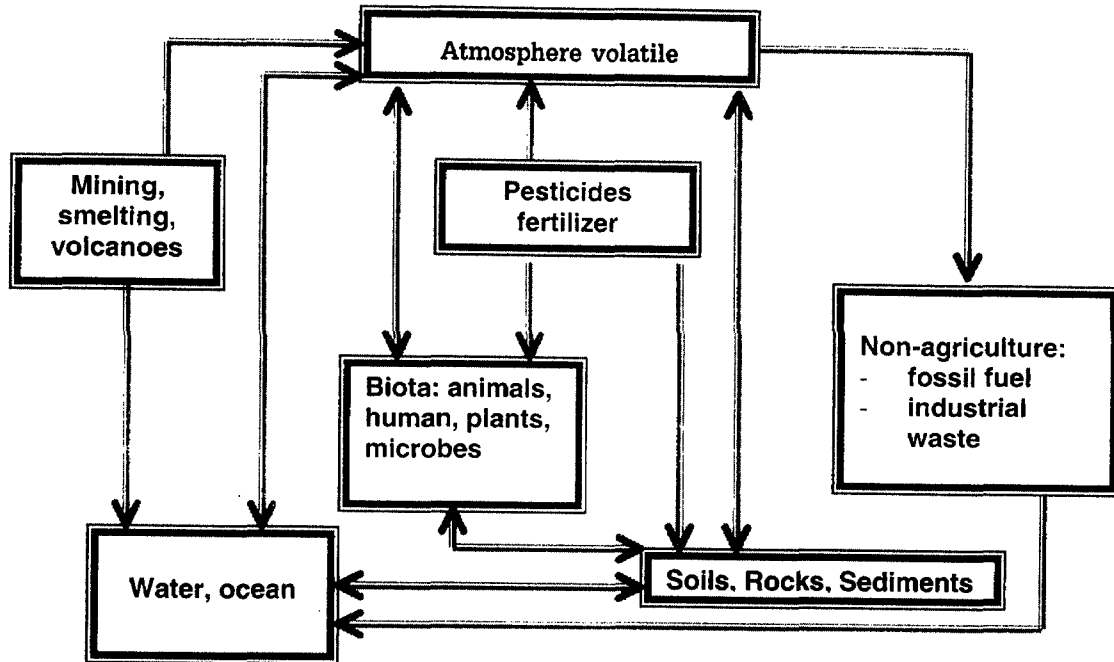 Atmosphere volatile
Mining,
smelting,
volcanoes
Pesticides
fertilizer
Non-agriculture:
- fossil fuel
- industrial
waste
Biota: animals,
human, plants,
microbes
Water, ocean
Soils, Rocks, Sediments